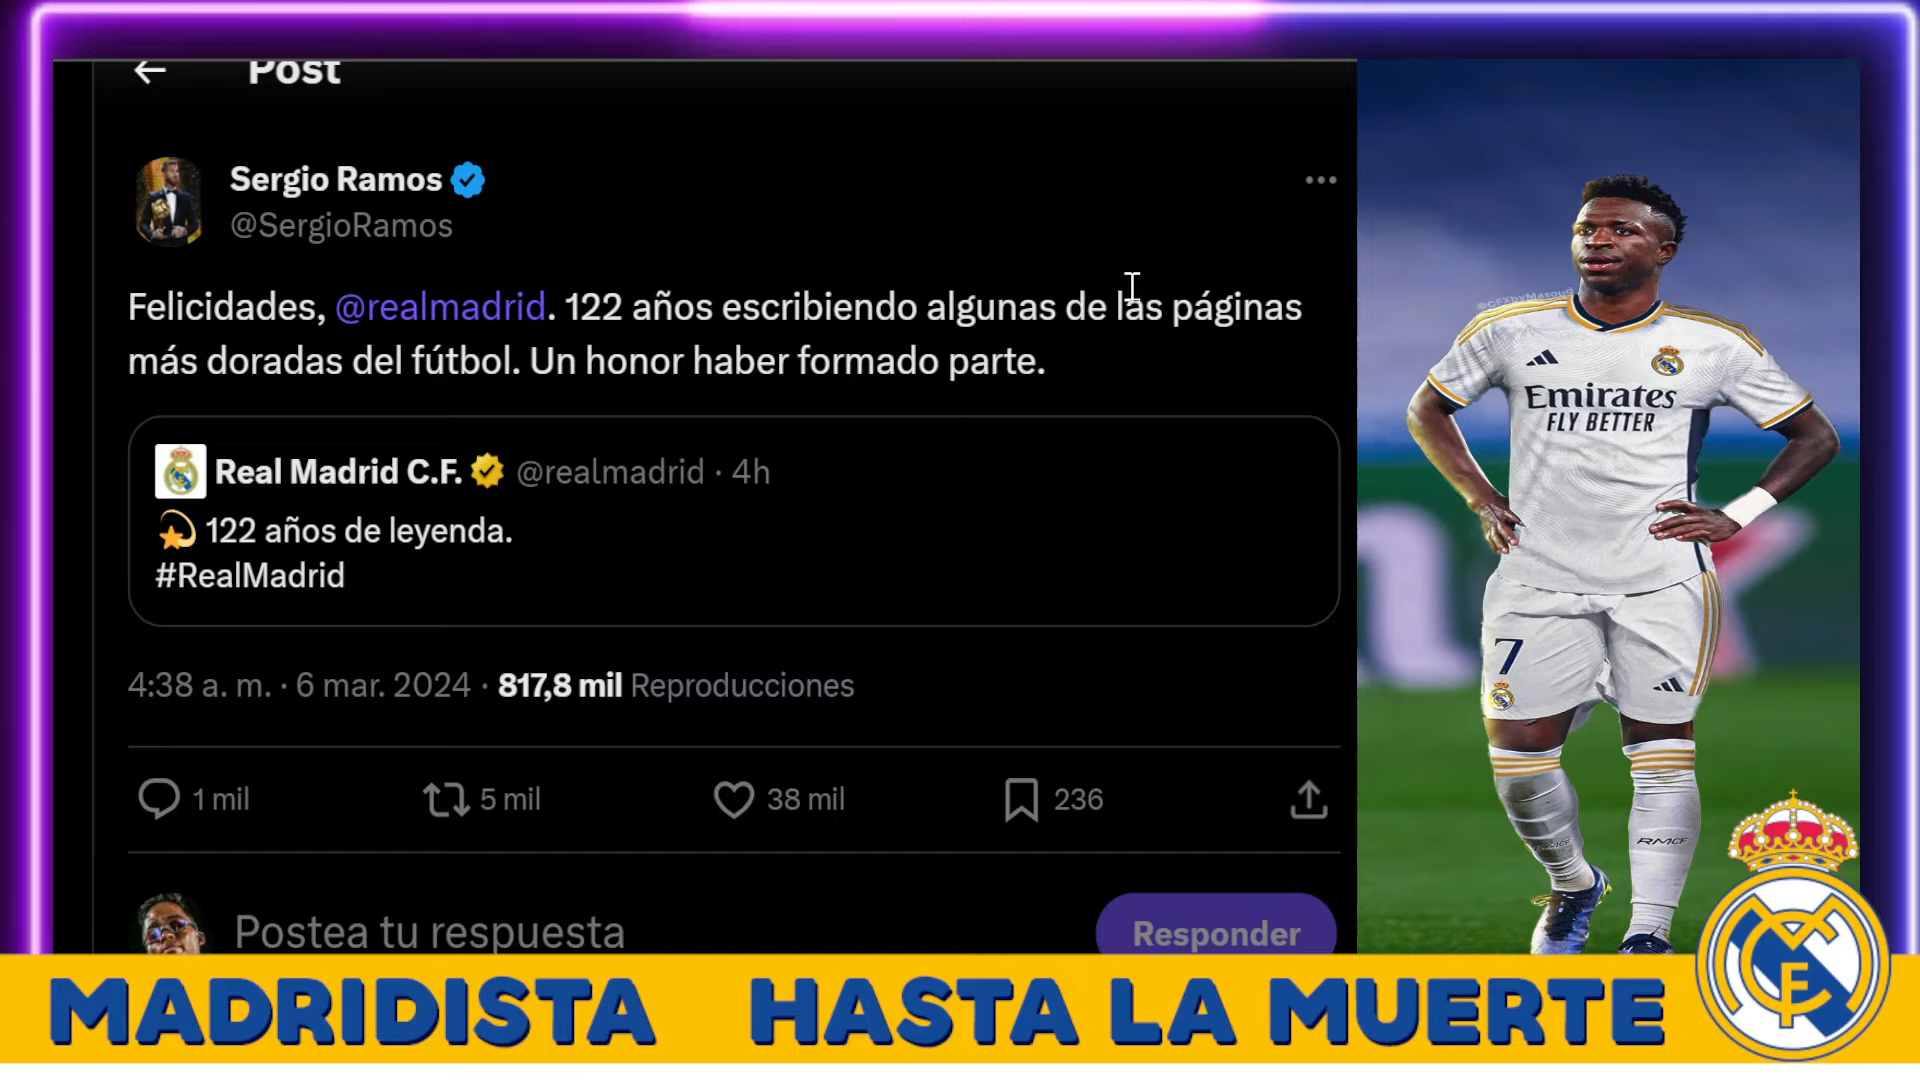 Post
Sergio Ramos
@SergioRamos
Felicidades, @realmadrid. 122 años escribiendo algunas de las páginas
más doradas del fútbol. Un honor haber formado parte.
Real Madrid C.F. @realmadrid · 4h
122 años de leyenda.
#RealMadrid
4:38 a. m. · 6 mar. 2024 · 817,8 mil Reproducciones
1 mil 5 mil 38 mil 236
Postea tu respuesta
Responder
@GFXbyMasoud
Emirates
FLY BETTER
7
RMCF
MADRIDISTA HASTA LA MUERTE